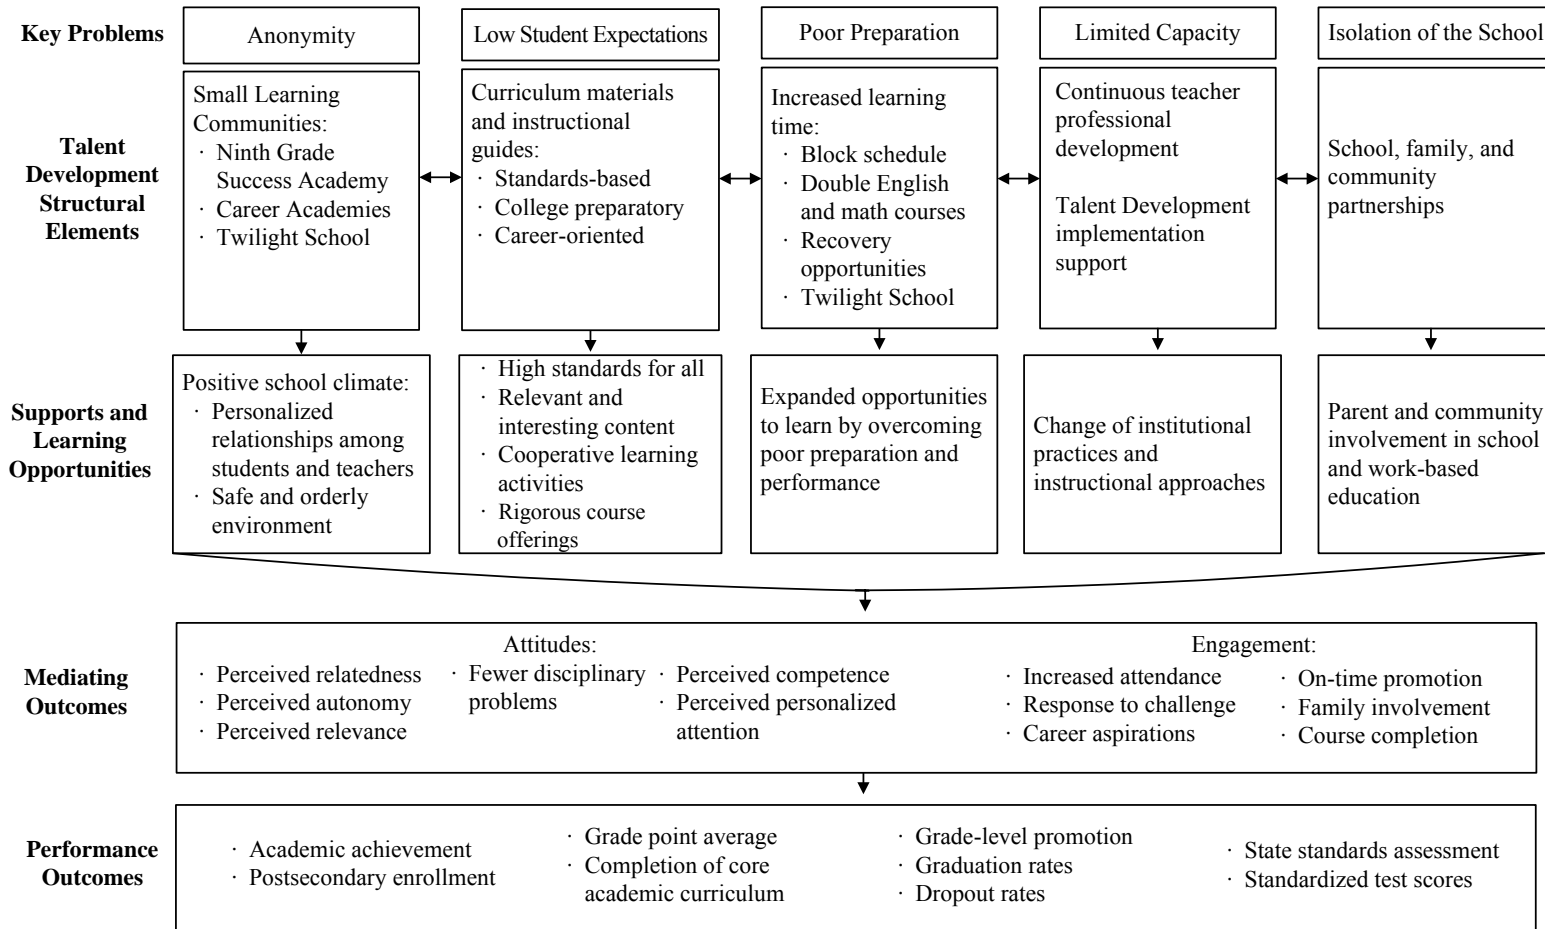 Key Problems
Anonymity
Low Student Expectations
Poor Preparation
Limited Capacity
Isolation of the School
Talent
Development
Structural
Elements
Small Learning
Communities:
· Ninth Grade
Success Academy
· Career Academies
· Twilight School
Curriculum materials
and instructional
guides:
· Standards-based
· College preparatory
· Career-oriented
Increased learning
time:
· Block schedule
· Double English
and math courses
· Recovery
opportunities
· Twilight School
Continuous teacher
professional
development
Talent Development
implementation
support
School, family, and
community
partnerships
Supports and
Learning
Opportunities
Positive school climate:
· Personalized
relationships among
students and teachers
· Safe and orderly
environment
· High standards for all
· Relevant and
interesting content
· Cooperative learning
activities
· Rigorous course
offerings
Expanded opportunities
to learn by overcoming
poor preparation and
performance
Change of institutional
practices and
instructional approaches
Parent and community
involvement in school
and work-based
education
Mediating
Outcomes
Attitudes:
· Perceived relatedness
· Perceived autonomy
· Perceived relevance
· Fewer disciplinary
problems
· Perceived competence
· Perceived personalized
attention
Engagement:
· Increased attendance
· Response to challenge
· Career aspirations
· On-time promotion
· Family involvement
· Course completion
Performance
Outcomes
· Academic achievement
· Postsecondary enrollment
· Grade point average
· Completion of core
academic curriculum
· Grade-level promotion
· Graduation rates
· Dropout rates
· State standards assessment
· Standardized test scores